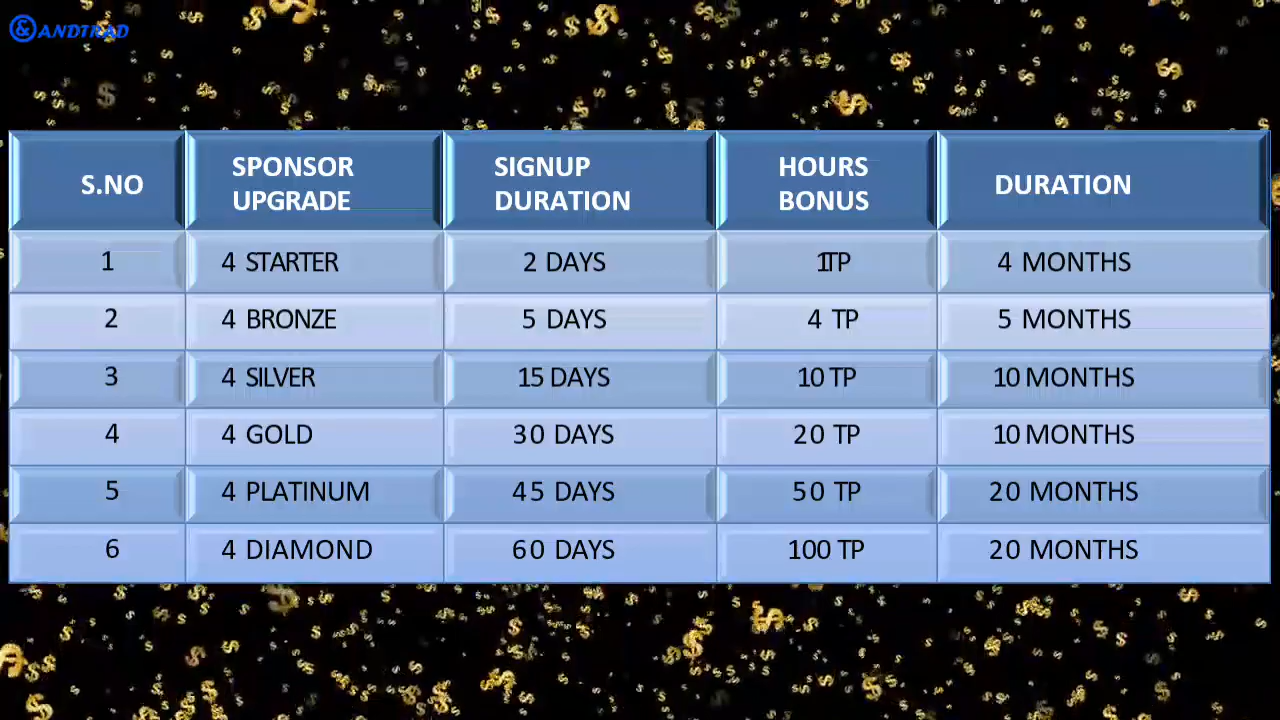 &ANDTRAD
S.NO SPONSOR UPGRADE SIGNUP DURATION HOURS BONUS DURATION
1 4 STARTER 2 DAYS 1TP 4 MONTHS
2 4 BRONZE 5 DAYS 4 TP 5 MONTHS
3 4 SILVER 15 DAYS 10 TP 10 MONTHS
4 4 GOLD 30 DAYS 20 TP 10 MONTHS
5 4 PLATINUM 45 DAYS 50 TP 20 MONTHS
6 4 DIAMOND 60 DAYS 100 TP 20 MONTHS